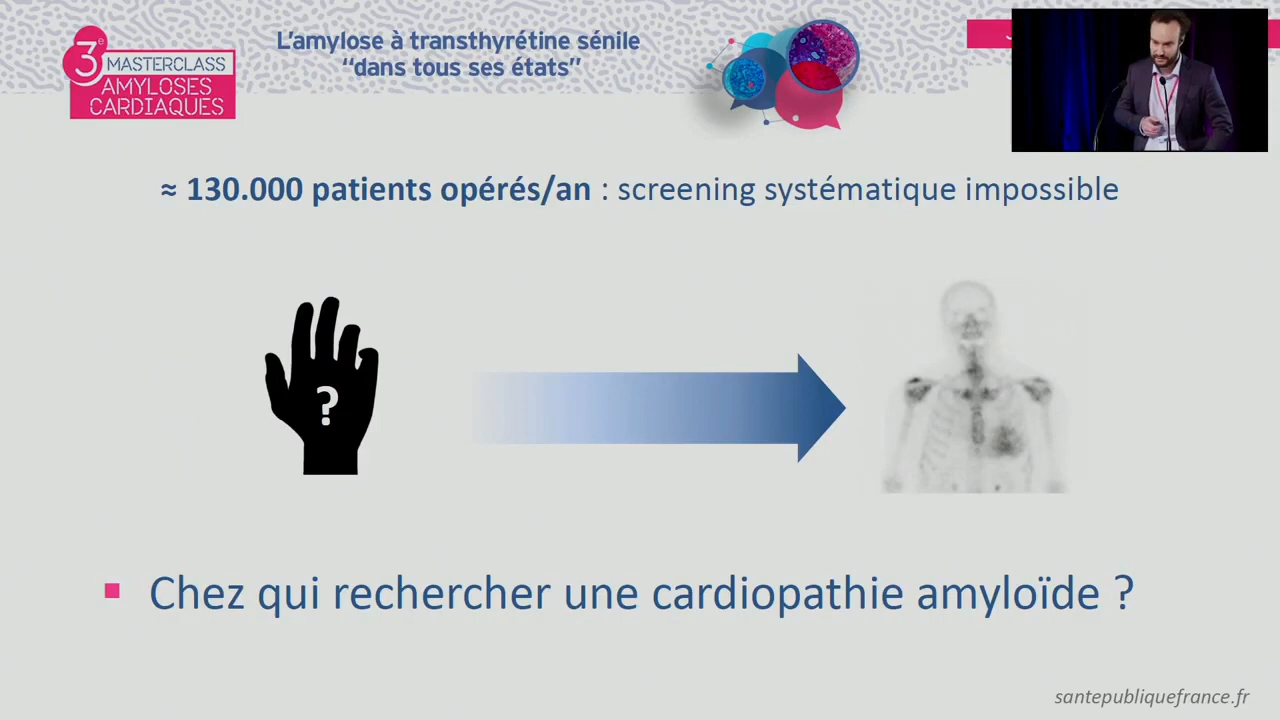 3e MASTERCLASS
AMYLOSES
CARDIAQUES
L'amylose à transthyrétine sénile
“dans tous ses états”
≈ 130.000 patients opérés/an : screening systématique impossible
?
▪ Chez qui rechercher une cardiopathie amyloïde ?
santepubliquefrance.fr